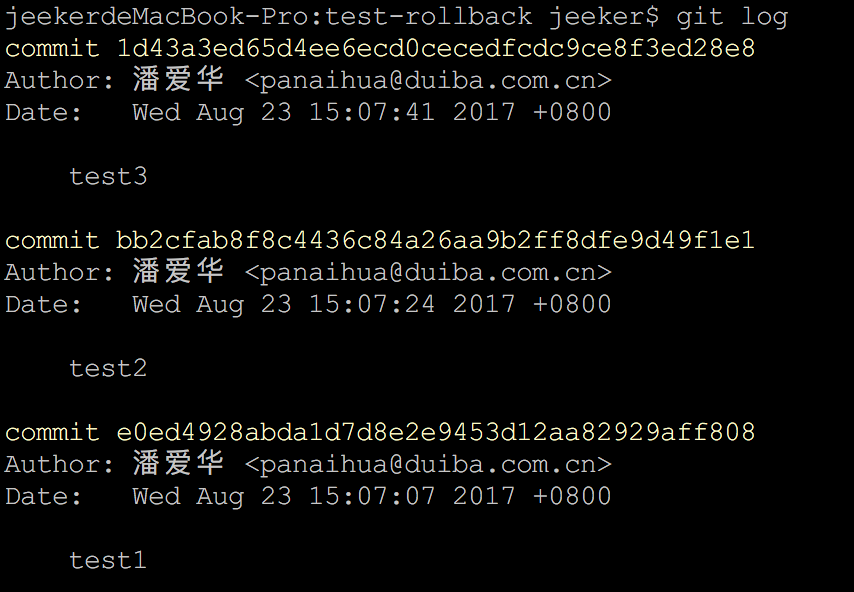 jeekerdeMacBook-Pro:test-rollback jeeker$ git log
commit 1d43a3ed65d4ee6ecd0cecedfcdc9ce8f3ed28e8
Author: 潘爱华 <panaihua@duiba.com.cn>
Date:   Wed Aug 23 15:07:41 2017 +0800
    test3
commit bb2cfab8f8c4436c84a26aa9b2ff8dfe9d49f1e1
Author: 潘爱华 <panaihua@duiba.com.cn>
Date:   Wed Aug 23 15:07:24 2017 +0800
    test2
commit e0ed4928abda1d7d8e2e9453d12aa82929aff808
Author: 潘爱华 <panaihua@duiba.com.cn>
Date:   Wed Aug 23 15:07:07 2017 +0800
    test1